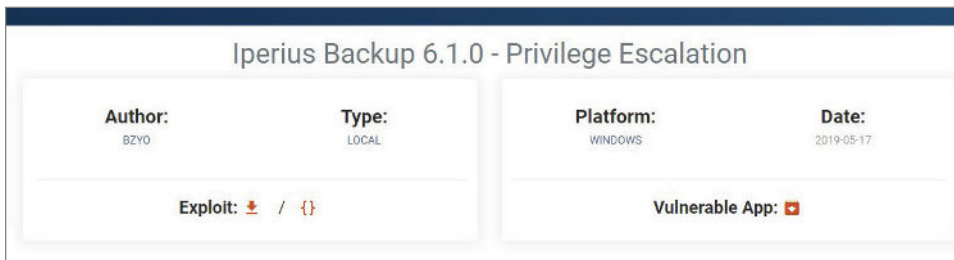 Iperius Backup 6.1.0 - Privilege Escalation
Author: Type: Platform: Date:
BZYO LOCAL WINDOWS 2019-05-17
Exploit: / {} Vulnerable App: